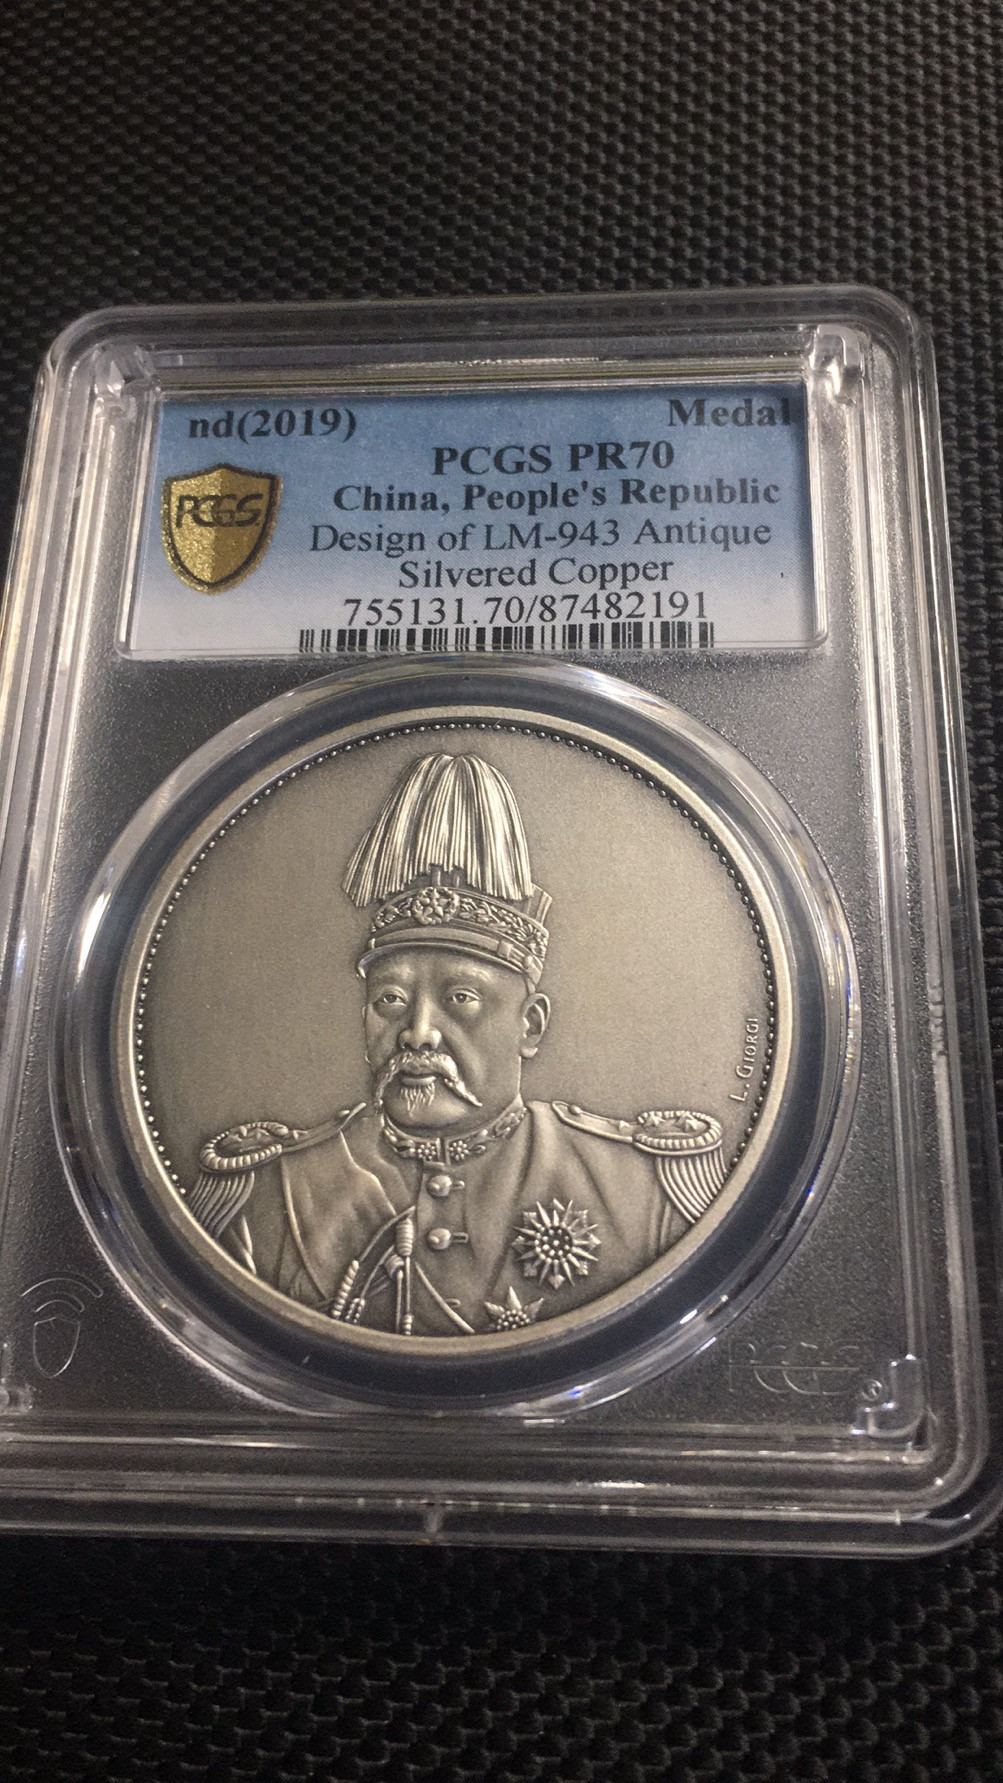 nd(2019) Medal
PCGS PR70
PCGS
China, People's Republic
Design of LM-943 Antique
Silvered Copper
755131.70/87482191
L. GIORGI
PCGS